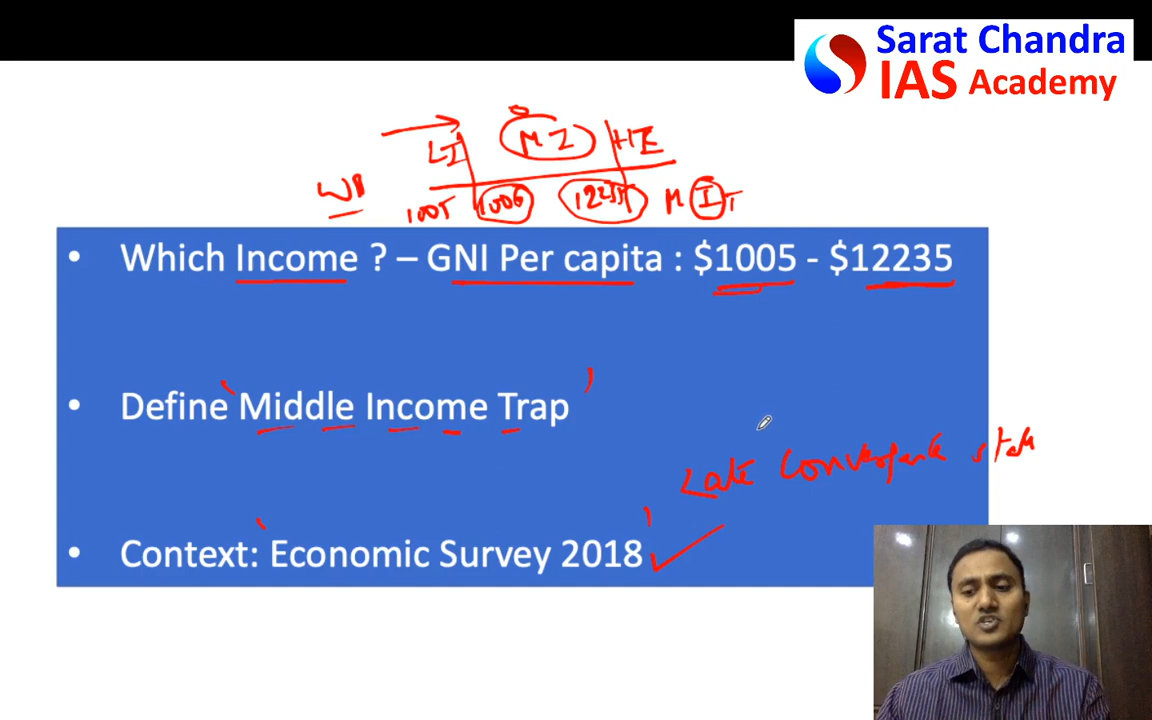 Sarat Chandra
IAS Academy
LI MI HI
WB
1005 1006 12235 MIT
• Which Income ? – GNI Per capita : $1005 - $12235
• Define ‘Middle Income Trap’
Late Convergence
• Context: ‘Economic Survey 2018’